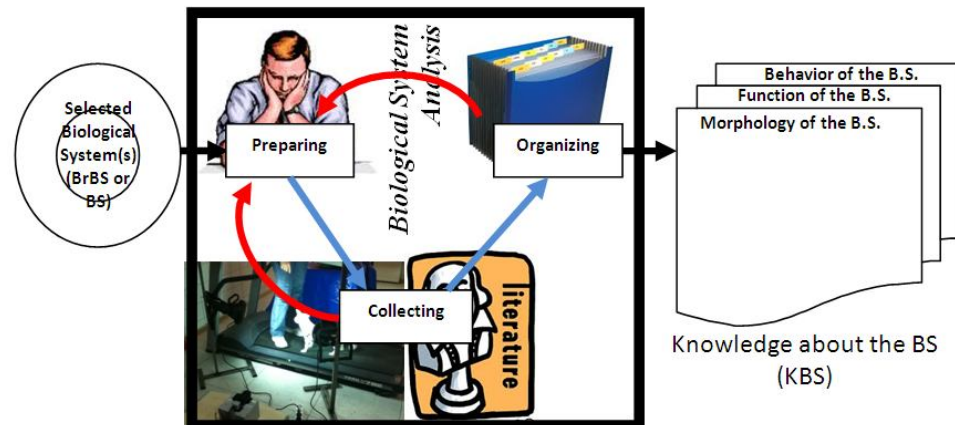 Selected
Biological
System(s)
(BrBS or
BS)
Preparing
Biological System
Analysis
Organizing
Collecting
literature
Behavior of the B.S.
Function of the B.S.
Morphology of the B.S.
Knowledge about the BS
(KBS)